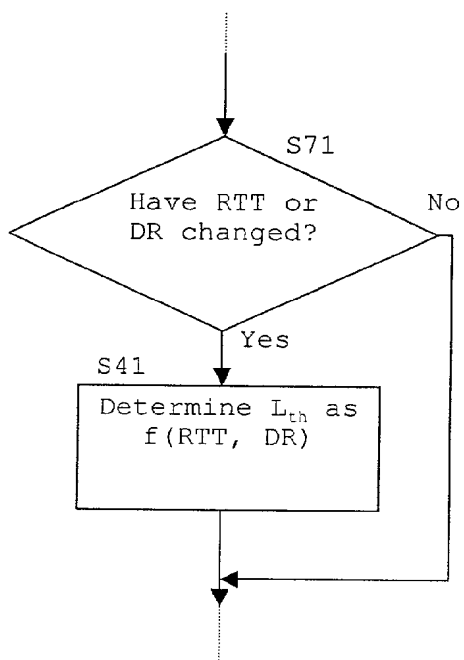 S71
Have RTT or
DR changed?
No
Yes
S41
Determine Lth as
f(RTT, DR)